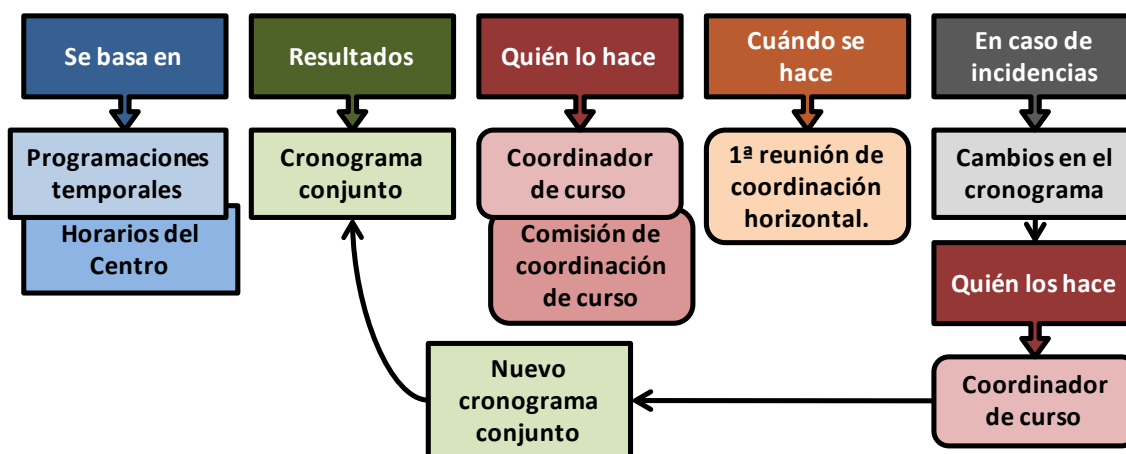 Se basa en
Resultados
Quién lo hace
Cuándo se
hace
En caso de
incidencias
Programaciones
temporales
Horarios del
Centro
Cronograma
conjunto
Coordinador
de curso
Comisión de
coordinación
de curso
1ª reunión de
coordinación
horizontal.
Cambios en el
cronograma
Quién los hace
Coordinador
de curso
Nuevo
cronograma
conjunto